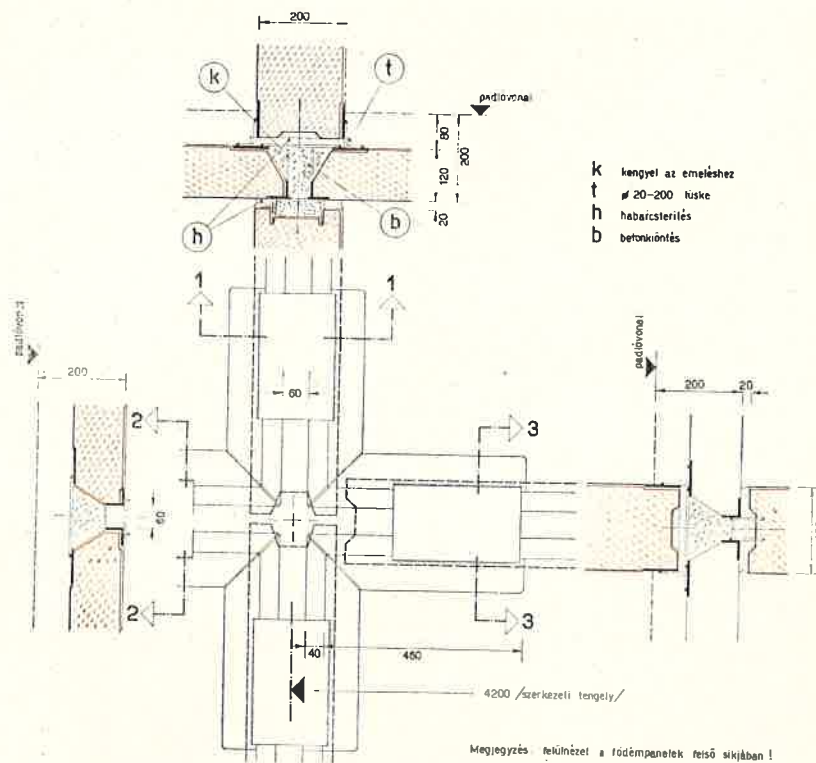 200
k
t
padlóvonal
80
200
120
20
h
b
k kengyel az emeléshez
t ø 20-200 tüske
h habarcsterítés
b betonkiöntés
1
1
padlóvonal
padlóvonal
200
60
200
20
2
3
60
2
3
40
460
4200 /szerkezeti tengely/
Megjegyzés felülnézet a födémpanelek felső síkjában !